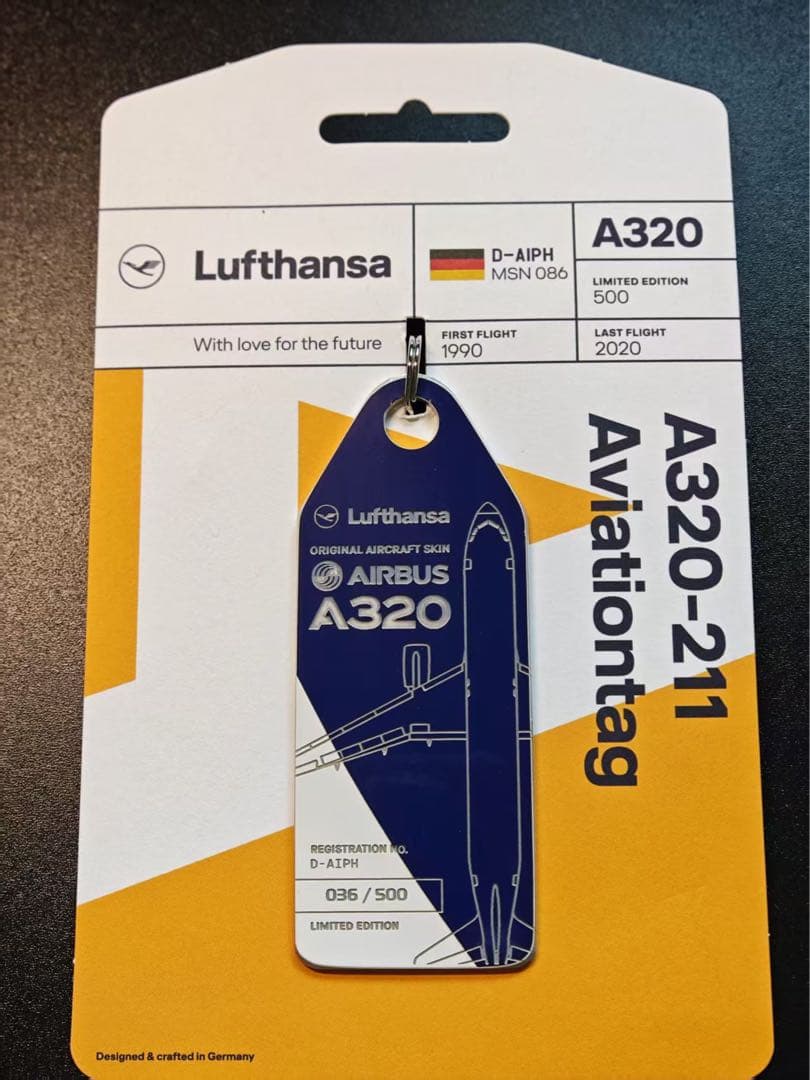 Lufthansa
D-AIPH
MSN 086
A320
LIMITED EDITION
500
With love for the future
FIRST FLIGHT
1990
LAST FLIGHT
2020
A320-211
Aviationtag
Lufthansa
ORIGINAL AIRCRAFT SKIN
AIRBUS
A320
REGISTRATION NO.
D-AIPH
036 / 500
LIMITED EDITION
Designed & crafted in Germany